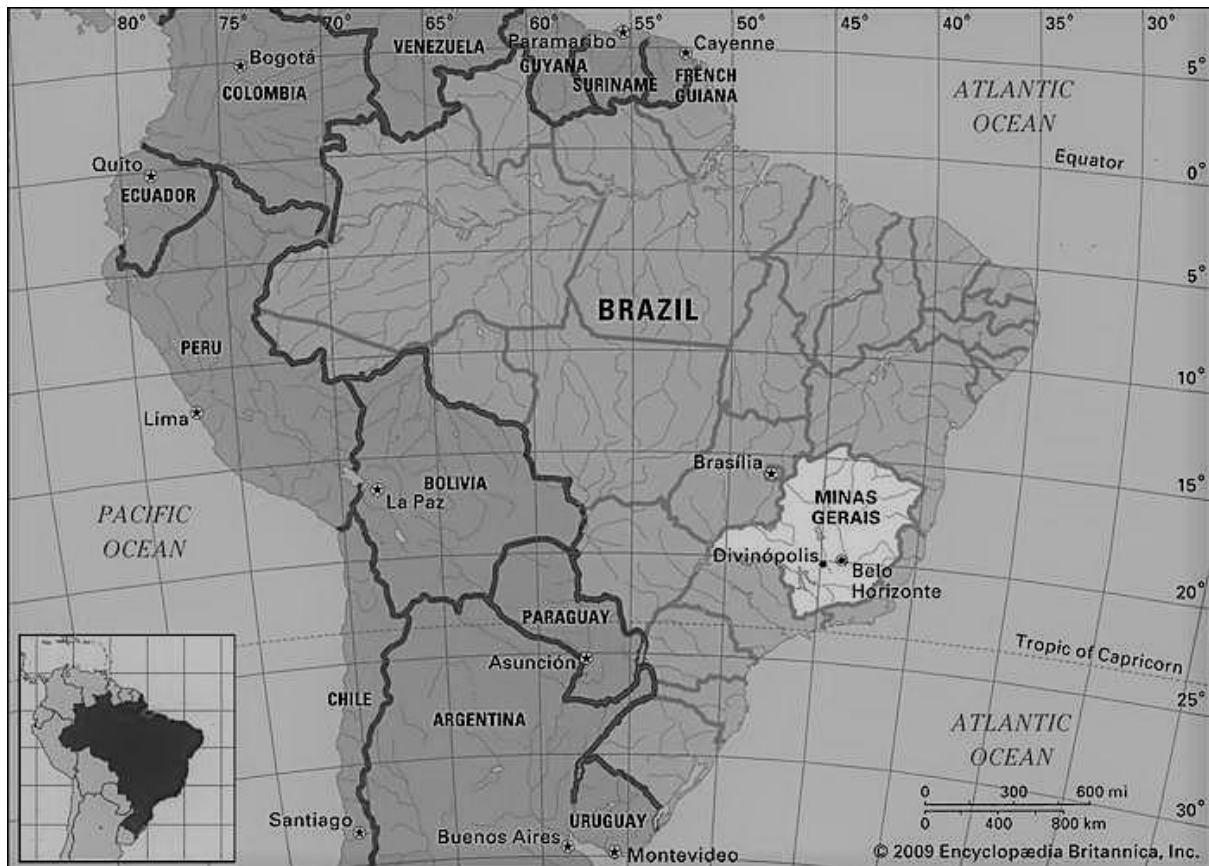 80°
75°
70°
65°
60°
55°
50°
45°
40°
35°
30°
VENEZUELA
Paramaribo
Cayenne
Bogotá
GUYANA
SURINAME
FRENCH
GUIANA
COLOMBIA
5°
ATLANTIC
OCEAN
Equator
Quito
ECUADOR
0°
5°
BRAZIL
PERU
10°
Lima
Brasília
BOLIVIA
La Paz
15°
MINAS
GERAIS
PACIFIC
OCEAN
Divinópolis
Belo
Horizonte
20°
PARAGUAY
Tropic of Capricorn
Asunción
25°
CHILE
ARGENTINA
ATLANTIC
OCEAN
0 300 600 mi
0 400 800 km
30°
Santiago
URUGUAY
Buenos Aires
Montevideo
© 2009 Encyclopædia Britannica, Inc.